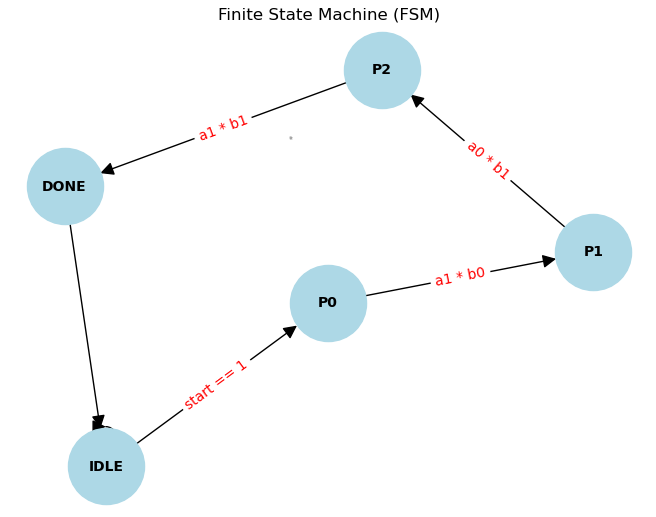 Finite State Machine (FSM)
P2
a1 * b1
a0 * b1
DONE
P1
a1 * b0
P0
start == 1
IDLE